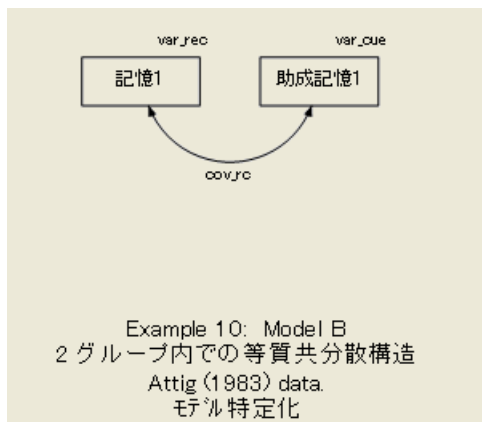 var_rec var_cue
記憶1 助成記憶1
cov_rc
Example 10: Model B
2 グループ内での等質共分散構造
Attig (1983) data.
ﾓﾃﾞﾙ特定化